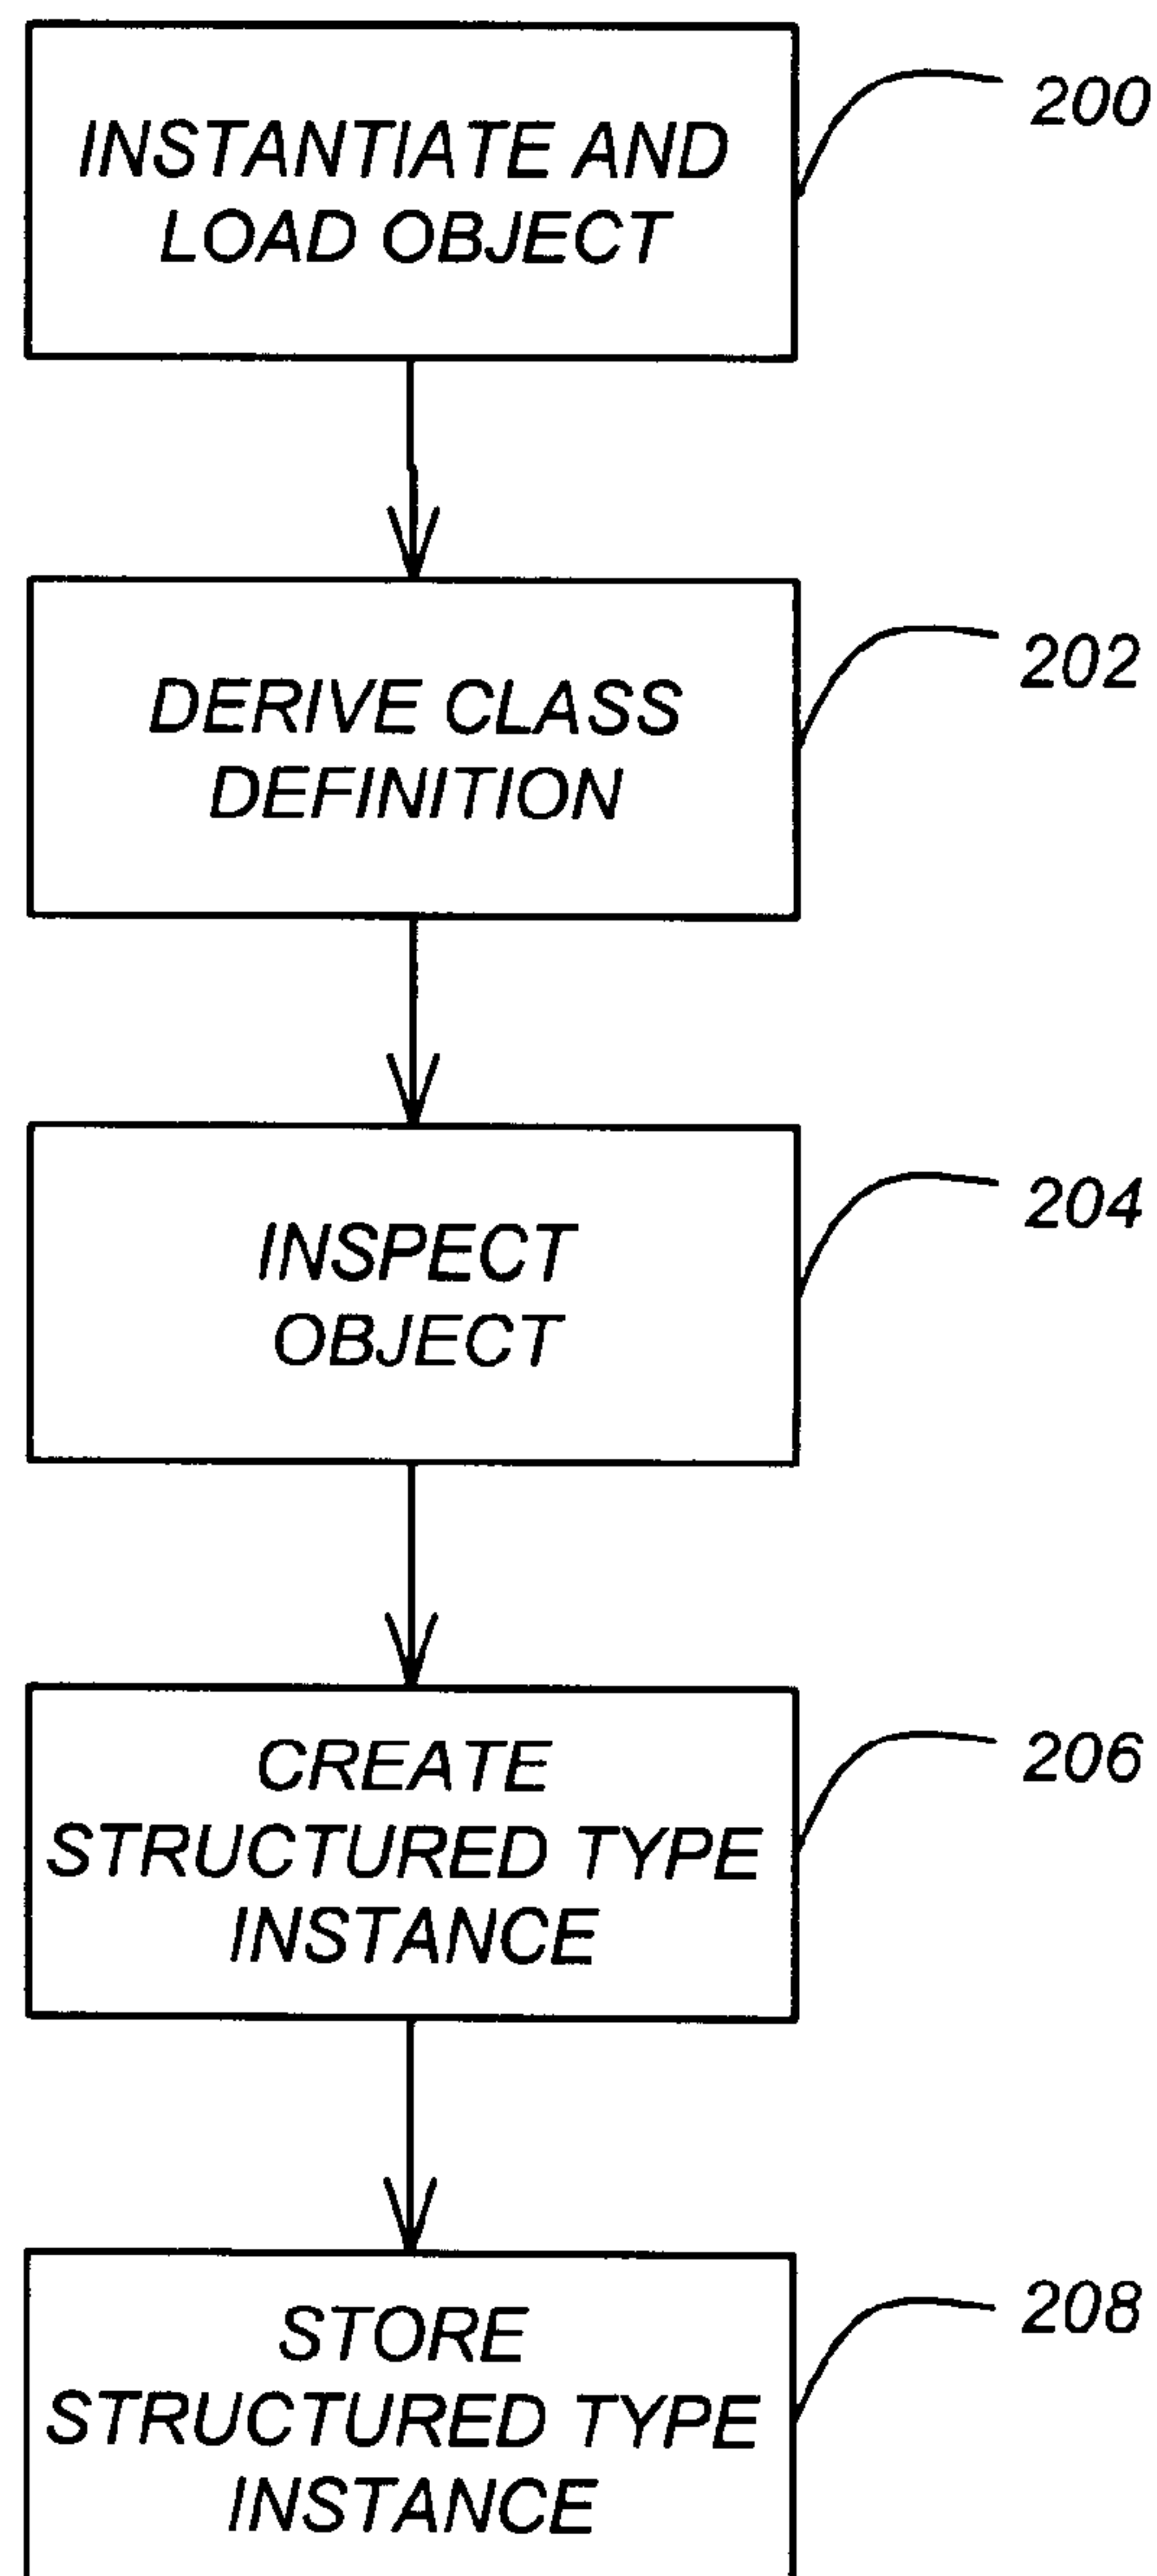 INSTANTIATE AND
LOAD OBJECT
200
DERIVE CLASS
DEFINITION
202
INSPECT
OBJECT
204
CREATE
STRUCTURED TYPE
INSTANCE
206
STORE
STRUCTURED TYPE
INSTANCE
208